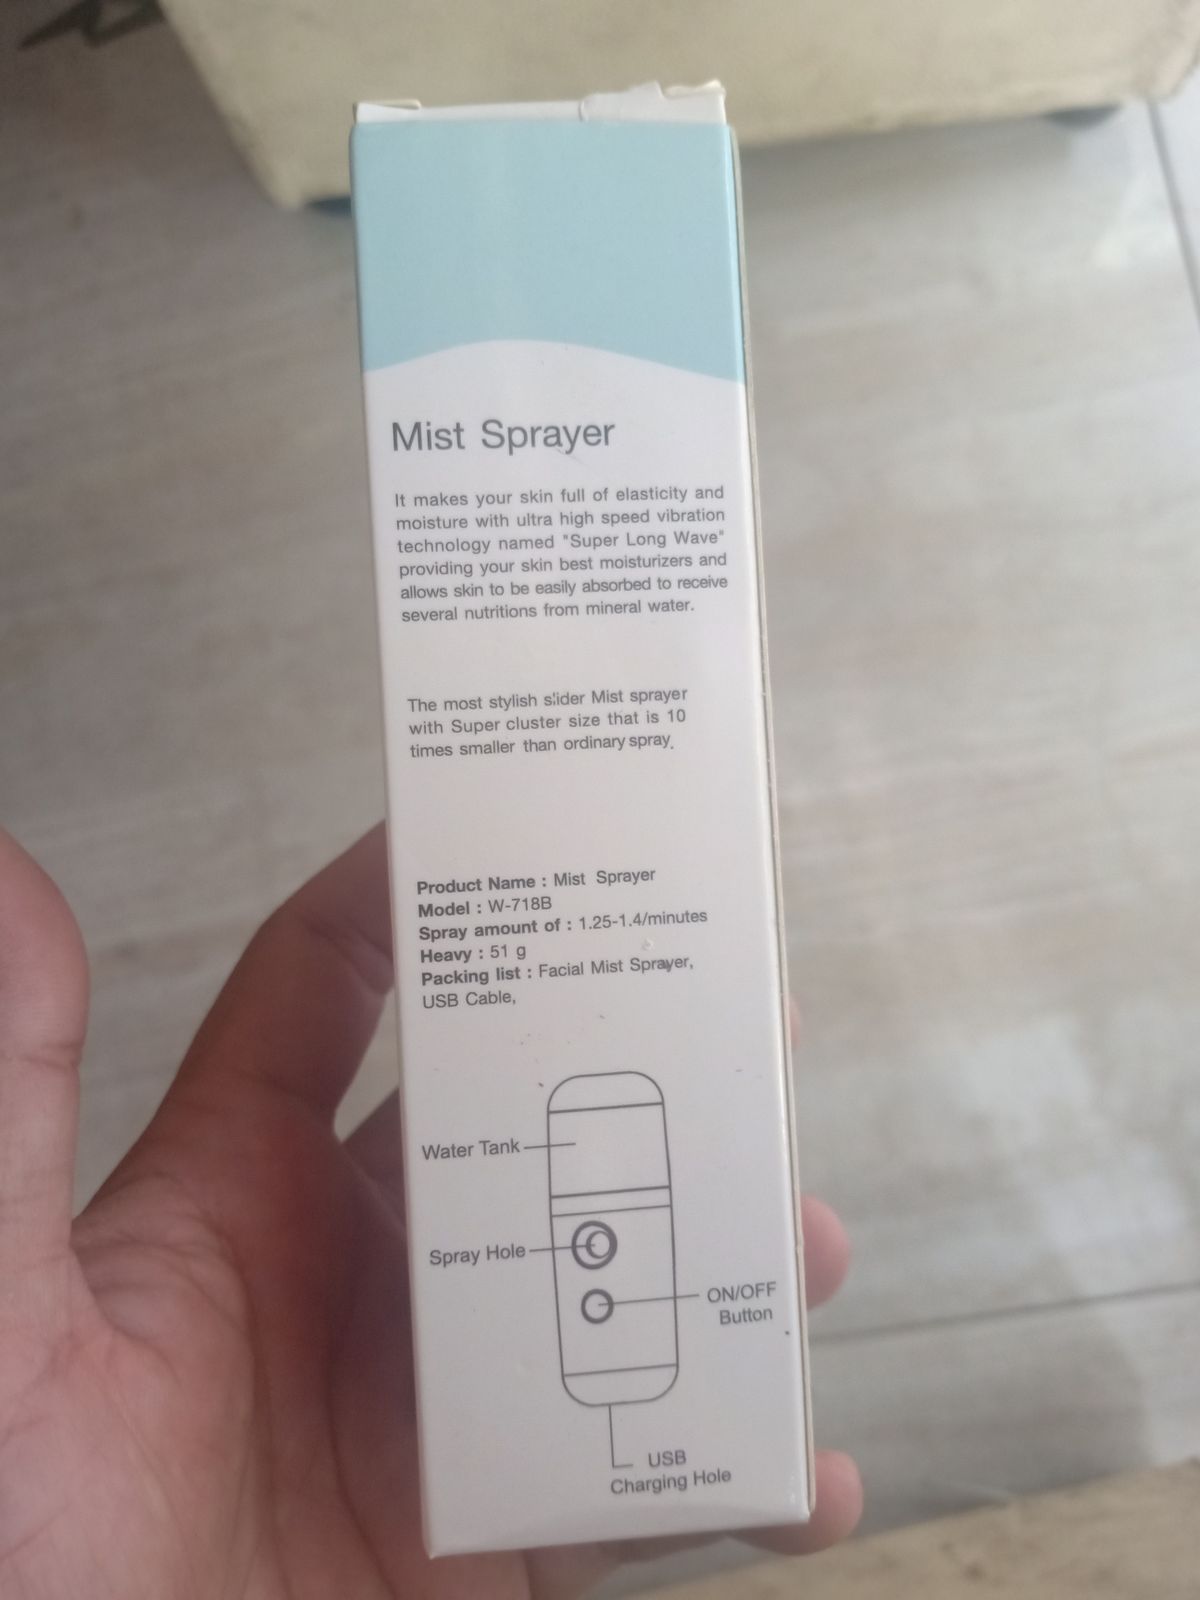 Mist Sprayer
It makes your skin full of elasticity and
moisture with ultra high speed vibration
technology named "Super Long Wave"
providing your skin best moisturizers and
allows skin to be easily absorbed to receive
several nutritions from mineral water.
The most stylish slider Mist sprayer
with Super cluster size that is 10
times smaller than ordinary spray.
Product Name : Mist Sprayer
Model : W-718B
Spray amount of : 1.25-1.4/minutes
Heavy : 51 g
Packing list : Facial Mist Sprayer,
USB Cable,
Water Tank
Spray Hole
ON/OFF
Button
USB
Charging Hole